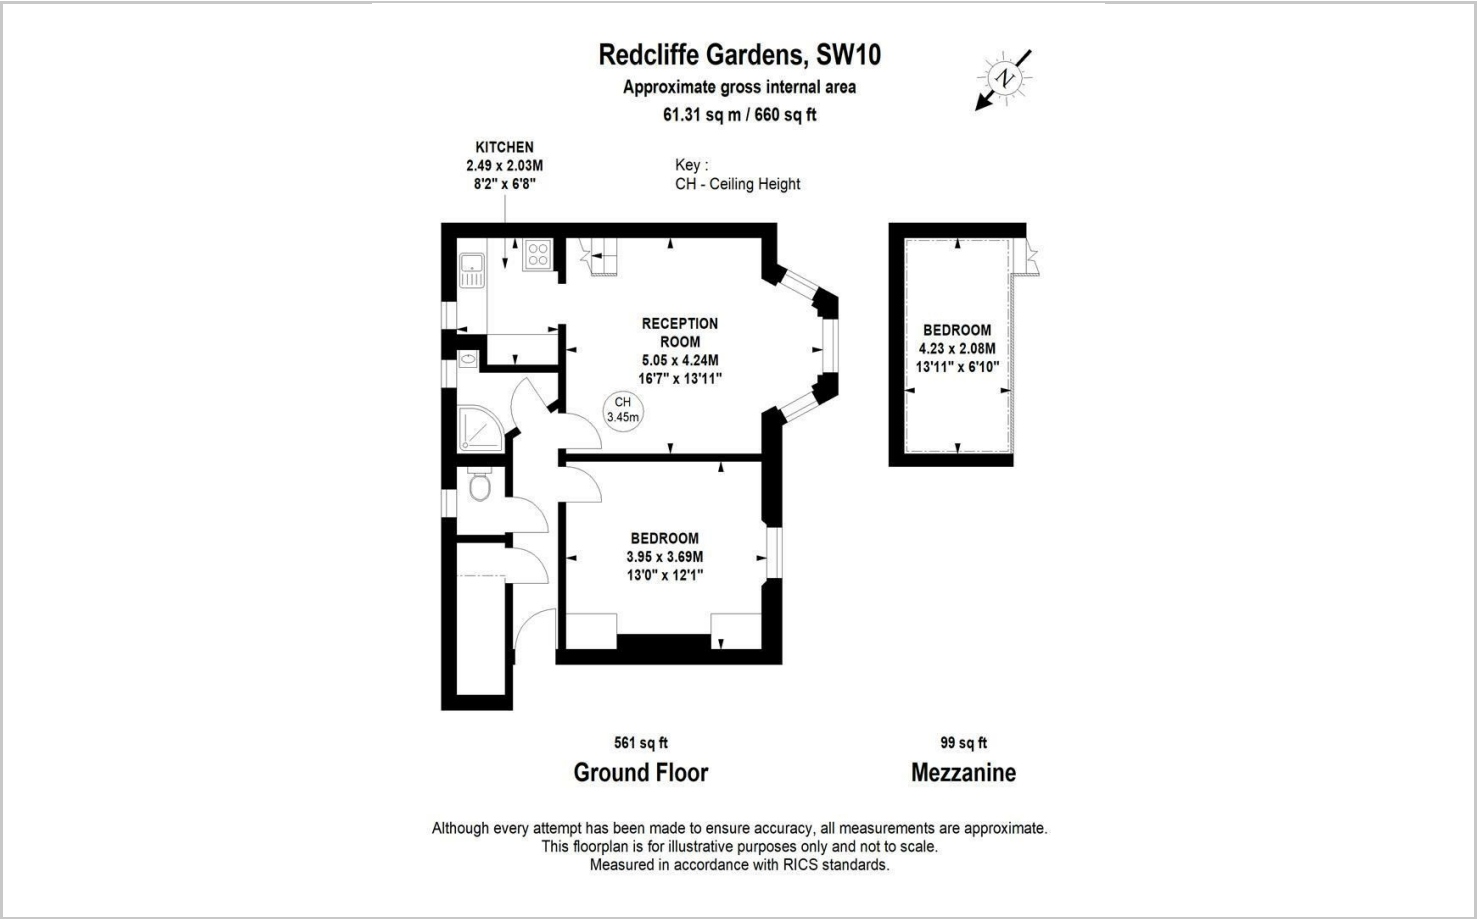 Redcliffe Gardens, SW10
Approximate gross internal area
61.31 sq m / 660 sq ft
N
Key :
CH - Ceiling Height
KITCHEN
2.49 x 2.03M
8'2" x 6'8"
RECEPTION
ROOM
5.05 x 4.24M
16'7" x 13'11"
CH
3.45m
BEDROOM
4.23 x 2.08M
13'11" x 6'10"
BEDROOM
3.95 x 3.69M
13'0" x 12'1"
561 sq ft
Ground Floor
99 sq ft
Mezzanine
Although every attempt has been made to ensure accuracy, all measurements are approximate.
This floorplan is for illustrative purposes only and not to scale.
Measured in accordance with RICS standards.